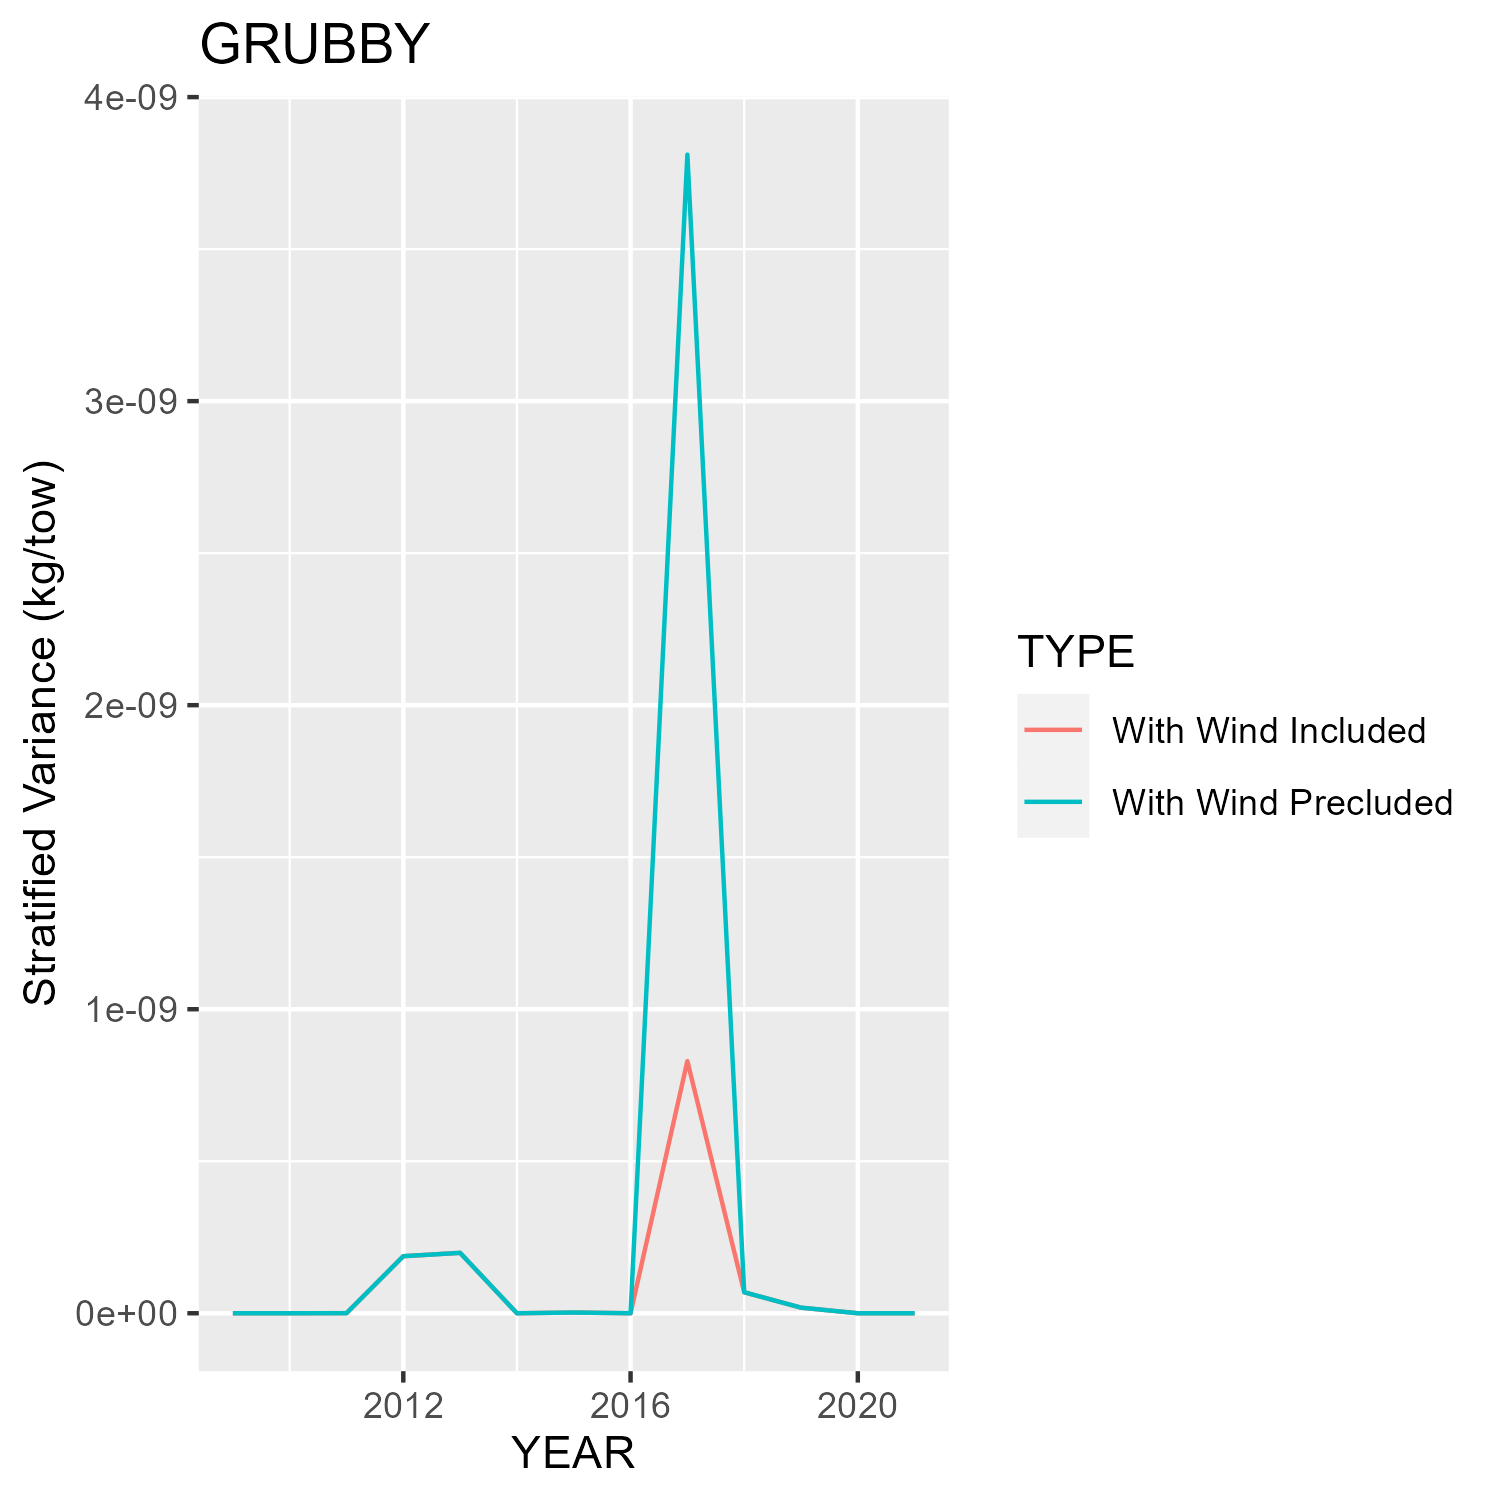 GRUBBY
4e-09
3e-09
2e-09
1e-09
0e+00
Stratified Variance (kg/tow)
2012 2016 2020
YEAR
TYPE
With Wind Included
With Wind Precluded